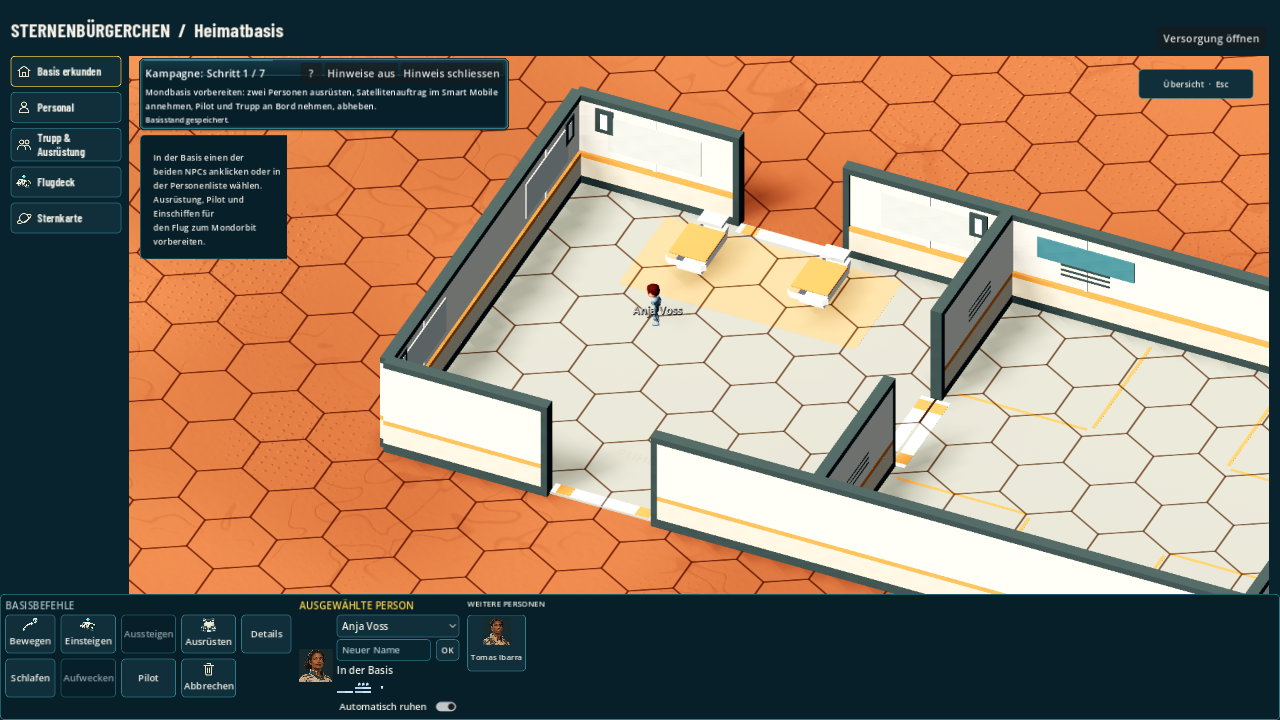 STERNENBÜRGERCHEN / Heimatbasis
Versorgung öffnen
Basis erkunden
Personal
Trupp &
Ausrüstung
Flugdeck
Sternkarte
Kampagne: Schritt 1 / 7 ? Hinweise aus Hinweis schliessen
Mondbasis vorbereiten: zwei Personen ausrüsten, Satellitenauftrag im Smart Mobile
annehmen, Pilot und Trupp an Bord nehmen, abheben.
Basisstand gespeichert.
Übersicht · Esc
In der Basis einen der
beiden NPCs anklicken oder in
der Personenliste wählen.
Ausrüstung, Pilot und
Einschiffen für
den Flug zum Mondorbit
vorbereiten.
Anja Voss
BASISBEFEHLE
Bewegen
Einsteigen
Aussteigen
Ausrüsten
Details
Schlafen
Aufwecken
Pilot
Abbrechen
AUSGEWÄHLTE PERSON
Anja Voss
Neuer Name OK
In der Basis
Automatisch ruhen
WEITERE PERSONEN
Tomas Ibarra